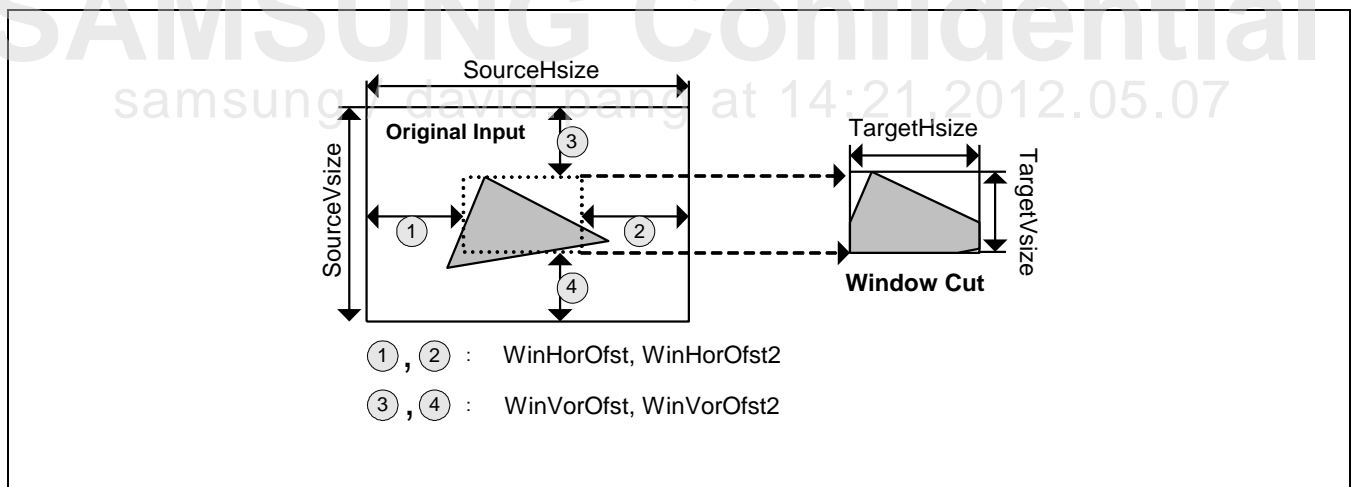 SAMSUNG Confidential
SourceHsize
samsung / david.pang at 14:21,2012.05.07
Original Input
3
TargetHsize
SourceVsize
TargetVsize
1
2
4
Window Cut
1 , 2 : WinHorOfst, WinHorOfst2
3 , 4 : WinVorOfst, WinVorOfst2